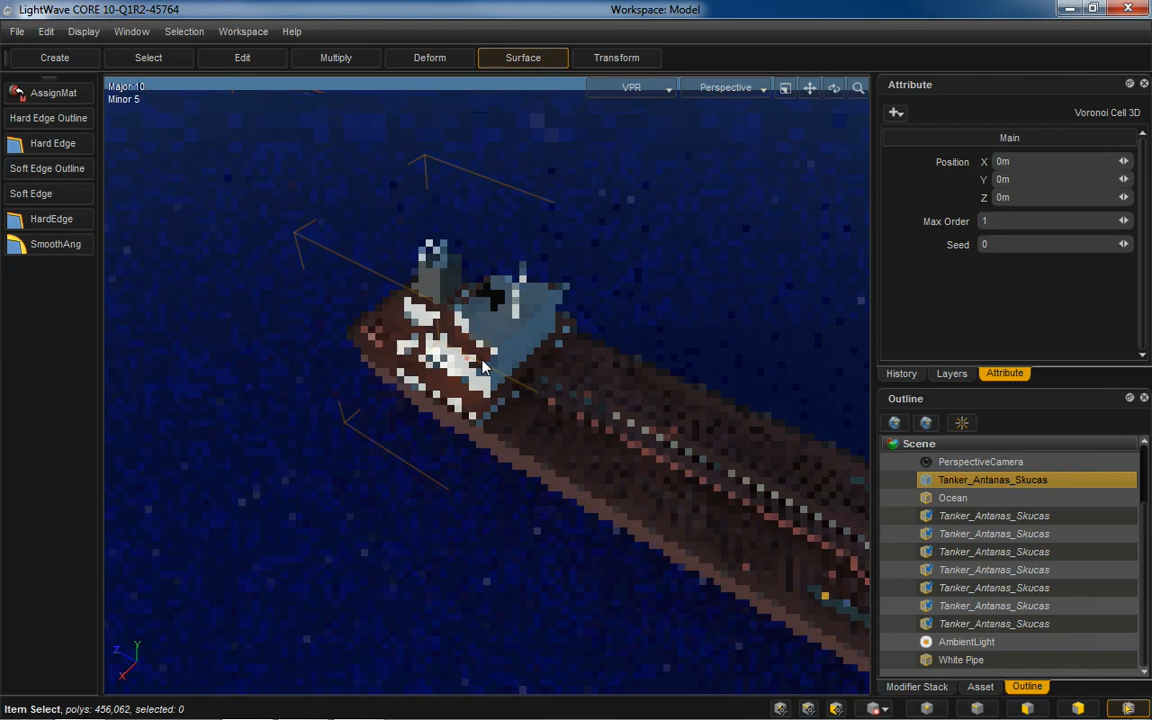 LightWave CORE 10-Q1R2-45764
Workspace: Model
File Edit Display Window Selection Workspace Help
Create Select Edit Multiply Deform Surface Transform
AssignMat
Hard Edge Outline
Hard Edge
Soft Edge Outline
Soft Edge
HardEdge
SmoothAng
Major 10
Minor 5
VPR
Perspective
Attribute
Voronoi Cell 3D
Main
Position X 0m
Y 0m
Z 0m
Max Order 1
Seed 0
History Layers Attribute
Outline
Scene
PerspectiveCamera
Tanker_Antanas_Skucas
Ocean
Tanker_Antanas_Skucas
Tanker_Antanas_Skucas
Tanker_Antanas_Skucas
Tanker_Antanas_Skucas
Tanker_Antanas_Skucas
Tanker_Antanas_Skucas
Tanker_Antanas_Skucas
AmbientLight
White Pipe
Modifier Stack Asset Outline
Z Y X
Item Select, polys: 456,062, selected: 0